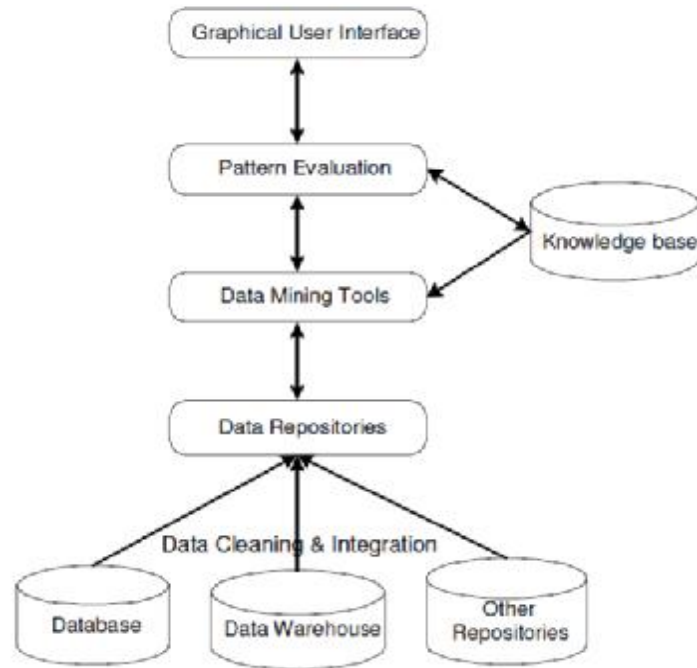 Graphical User Interface
Pattern Evaluation
Knowledge base
Data Mining Tools
Data Repositories
Data Cleaning & Integration
Database
Data Warehouse
Other
Repositories